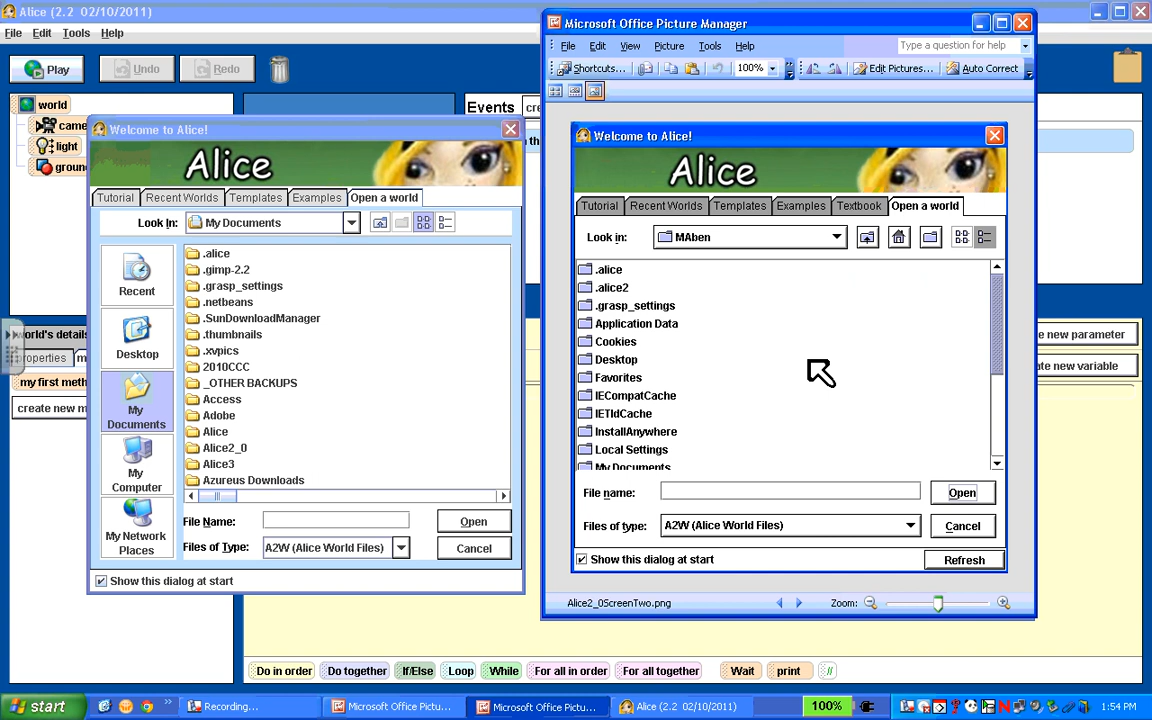 Alice (2.2 02/10/2011)
File Edit Tools Help
Play Undo Redo
world
came
light
groun
Events cre
n th
world's details
roperties m
my first meth
create new m
e new parameter
ate new variable
Do in order Do together If/Else Loop While For all in order For all together Wait print //
Welcome to Alice!
Alice
Tutorial Recent Worlds Templates Examples Open a world
Look in: My Documents
Recent
Desktop
My Documents
My Computer
My Network Places
.alice
.gimp-2.2
.grasp_settings
.netbeans
.SunDownloadManager
.thumbnails
.xvpics
2010CCC
_OTHER BACKUPS
Access
Adobe
Alice
Alice2_0
Alice3
Azureus Downloads
File Name: Open
Files of Type: A2W (Alice World Files) Cancel
Show this dialog at start
Microsoft Office Picture Manager
File Edit View Picture Tools Help Type a question for help
Shortcuts... 100% Edit Pictures... Auto Correct
Welcome to Alice!
Alice
Tutorial Recent Worlds Templates Examples Textbook Open a world
Look in: MAben
.alice
.alice2
.grasp_settings
Application Data
Cookies
Desktop
Favorites
IECompatCache
IETldCache
InstallAnywhere
Local Settings
My Documents
File name: Open
Files of type: A2W (Alice World Files) Cancel
Show this dialog at start Refresh
Alice2_0ScreenTwo.png Zoom:
start Recording... Microsoft Office Pictu... Microsoft Office Pictu... Alice (2.2 02/10/2011) 100% 1:54 PM